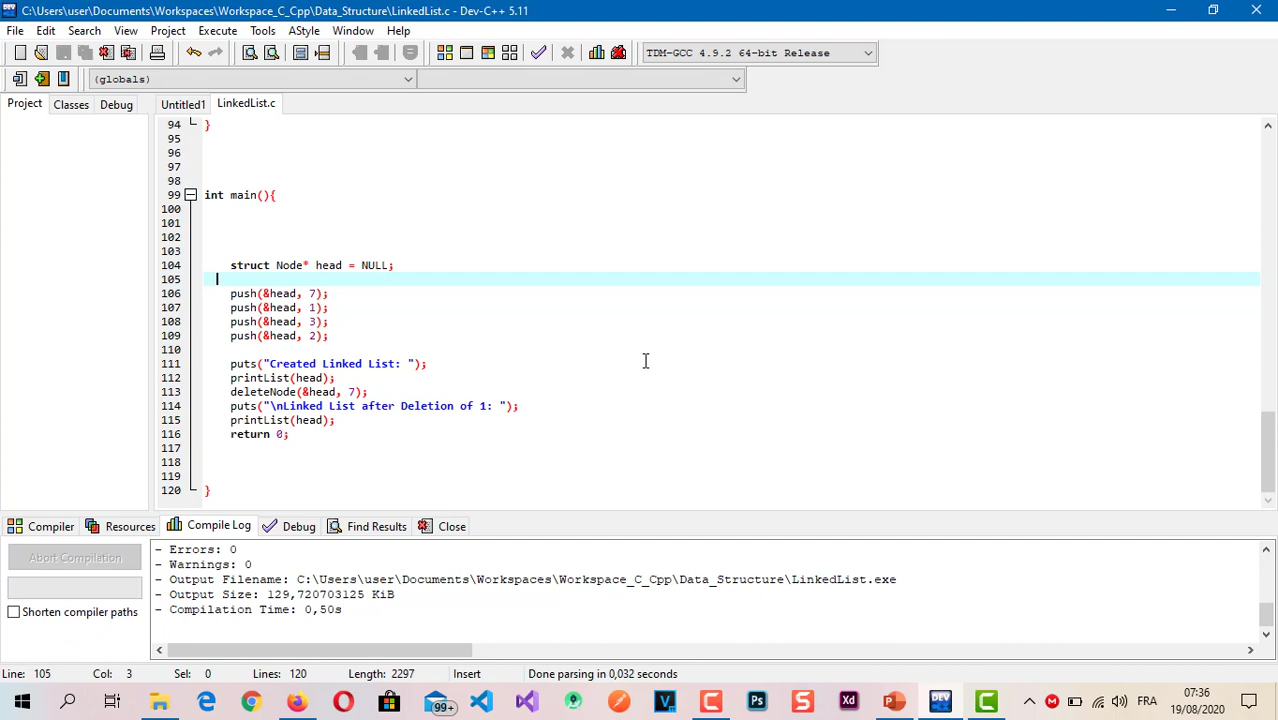 C:\Users\user\Documents\Workspaces\Workspace_C_Cpp\Data_Structure\LinkedList.c - Dev-C++ 5.11
File Edit Search View Project Execute Tools AStyle Window Help
TDM-GCC 4.9.2 64-bit Release
(globals)
Project Classes Debug Untitled1 LinkedList.c
94 }
95
96
97
98
99 int main(){
100
101
102
103
104 struct Node* head = NULL;
105
106 push(&head, 7);
107 push(&head, 1);
108 push(&head, 3);
109 push(&head, 2);
110
111 puts("Created Linked List: ");
112 printList(head);
113 deleteNode(&head, 7);
114 puts("\nLinked List after Deletion of 1: ");
115 printList(head);
116 return 0;
117
118
119
120 }
Compiler Resources Compile Log Debug Find Results Close
Abort Compilation
Shorten compiler paths
- Errors: 0
- Warnings: 0
- Output Filename: C:\Users\user\Documents\Workspaces\Workspace_C_Cpp\Data_Structure\LinkedList.exe
- Output Size: 129,720703125 KiB
- Compilation Time: 0,50s
Line: 105 Col: 3 Sel: 0 Lines: 120 Length: 2297 Insert Done parsing in 0,032 seconds
99+ Ps Xd DEV FRA 07:36
19/08/2020